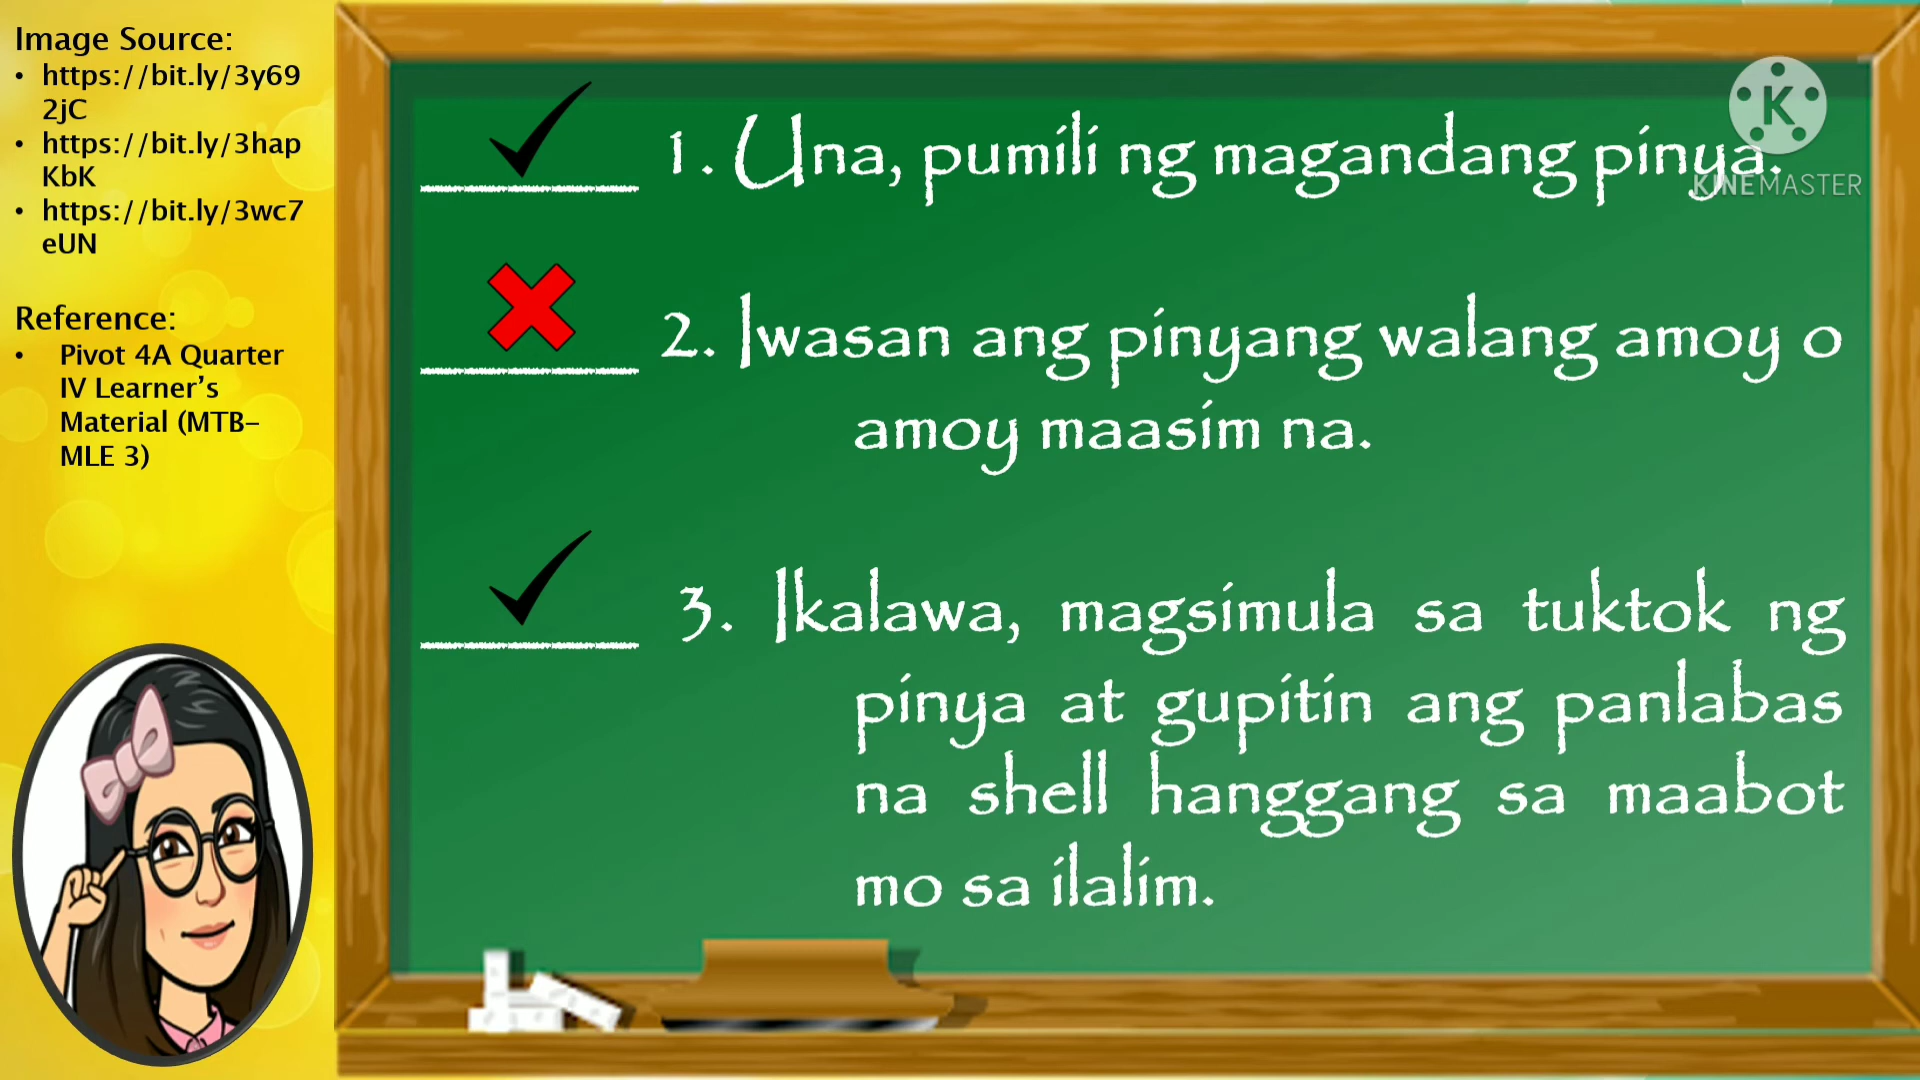 Image Source:
• https://bit.ly/3y69
2jC
• https://bit.ly/3hap
KbK
• https://bit.ly/3wc7
eUN
Reference:
• Pivot 4A Quarter
IV Learner’s
Material (MTB-
MLE 3)
1. Una, pumili ng magandang pinya.
2. Iwasan ang pinyang walang amoy o
amoy maasim na.
3. Ikalawa, magsimula sa tuktok ng
pinya at gupitin ang panlabas
na shell hanggang sa maabot
mo sa ilalim.
K
KINEMASTER